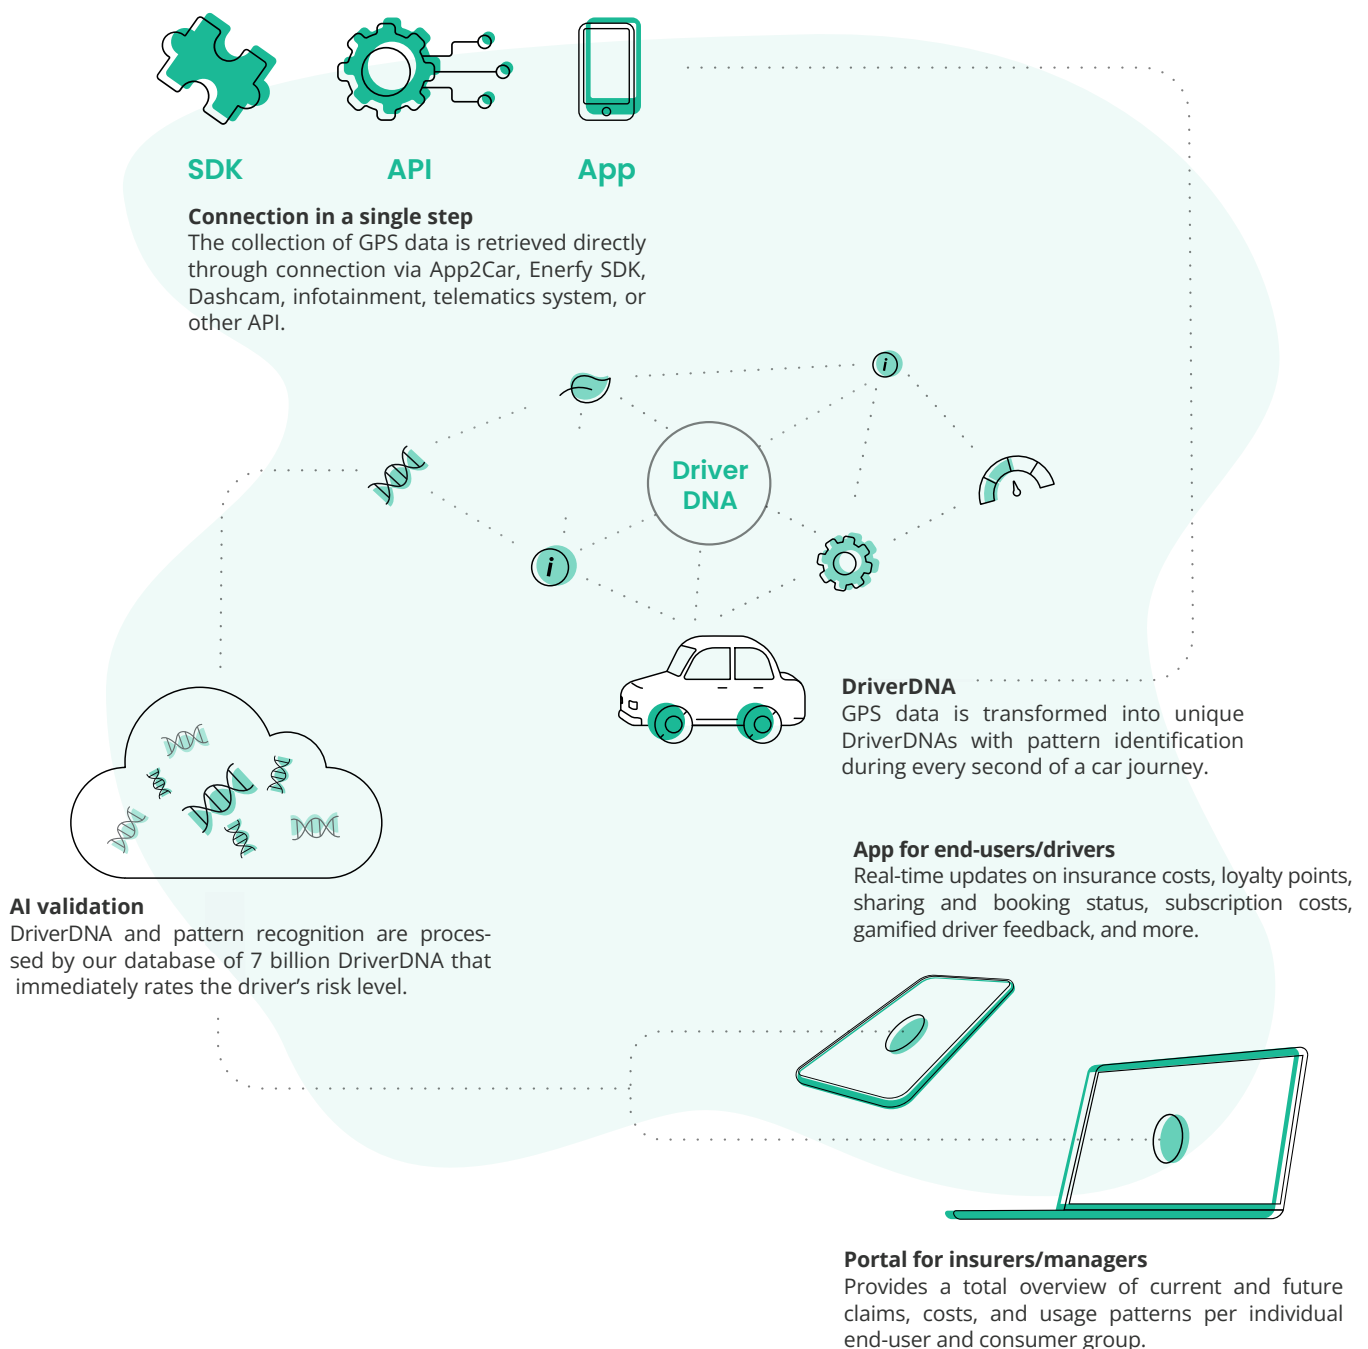 SDK
API
App
Connection in a single step
The collection of GPS data is retrieved directly
through connection via App2Car, Enerfy SDK,
Dashcam, infotainment, telematics system, or
other API.
i
Driver
DNA
i
DriverDNA
GPS data is transformed into unique
DriverDNAs with pattern identification
during every second of a car journey.
App for end-users/drivers
Real-time updates on insurance costs, loyalty points,
sharing and booking status, subscription costs,
gamified driver feedback, and more.
AI validation
DriverDNA and pattern recognition are proces-
sed by our database of 7 billion DriverDNA that
immediately rates the driver’s risk level.
Portal for insurers/managers
Provides a total overview of current and future
claims, costs, and usage patterns per individual
end-user and consumer group.